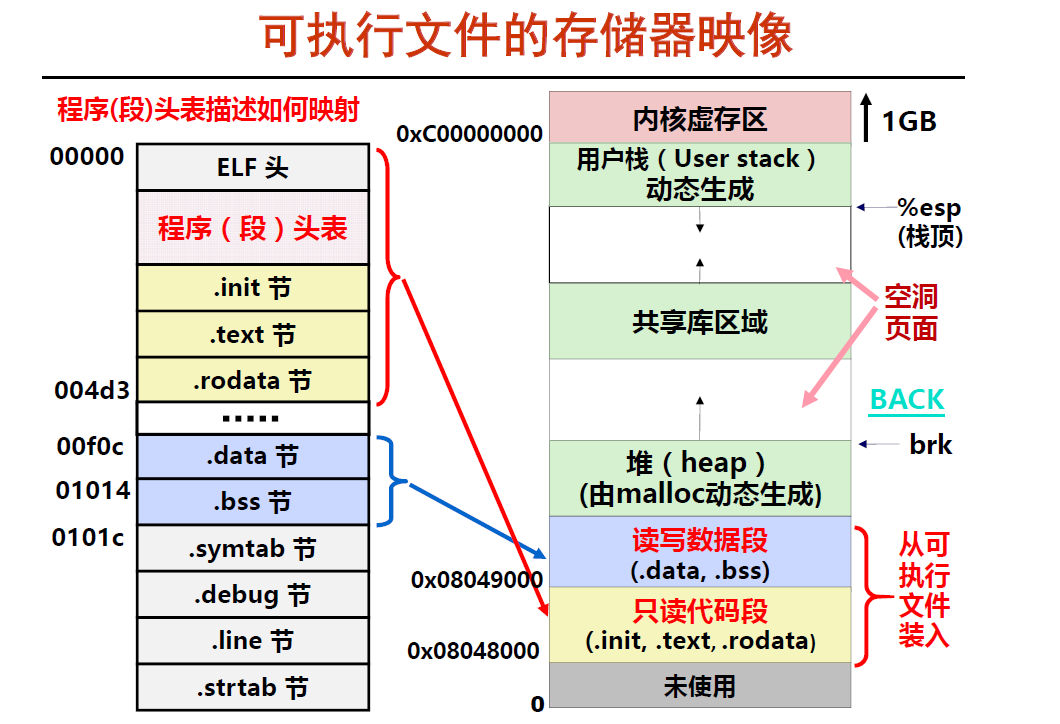 可执行文件的存储器映像
程序(段)头表描述如何映射
00000
ELF 头
程序（段）头表
.init 节
.text 节
.rodata 节
004d3
.....
00f0c
.data 节
01014
.bss 节
0101c
.symtab 节
.debug 节
.line 节
.strtab 节
0xC00000000
内核虚存区
1GB
用户栈（User stack）
动态生成
%esp
(栈顶)
共享库区域
空洞
页面
BACK
brk
堆（heap）
(由malloc动态生成)
读写数据段
(.data, .bss)
0x08049000
只读代码段
(.init, .text, .rodata)
0x08048000
从可
执行
文件
装入
未使用
0